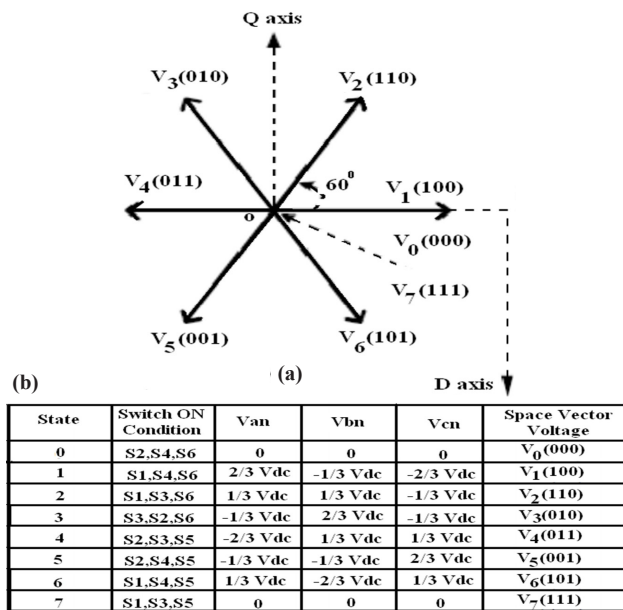 Q axis
V3(010) V2(110)
V4(011) 60⁰ V1(100)
o
V0(000)
V7(111)
V5(001) V6(101)
(b) (a) D axis
State Switch ON Condition Van Vbn Vcn Space Vector Voltage
0 S2,S4,S6 0 0 0 V0(000)
1 S1,S4,S6 2/3 Vdc -1/3 Vdc -2/3 Vdc V1(100)
2 S1,S3,S6 1/3 Vdc 1/3 Vdc -1/3 Vdc V2(110)
3 S3,S2,S6 -1/3 Vdc 2/3 Vdc -1/3 Vdc V3(010)
4 S2,S3,S5 -2/3 Vdc 1/3 Vdc 1/3 Vdc V4(011)
5 S2,S4,S5 -1/3 Vdc -1/3 Vdc 2/3 Vdc V5(001)
6 S1,S4,S5 1/3 Vdc -2/3 Vdc 1/3 Vdc V6(101)
7 S1,S3,S5 0 0 0 V7(111)